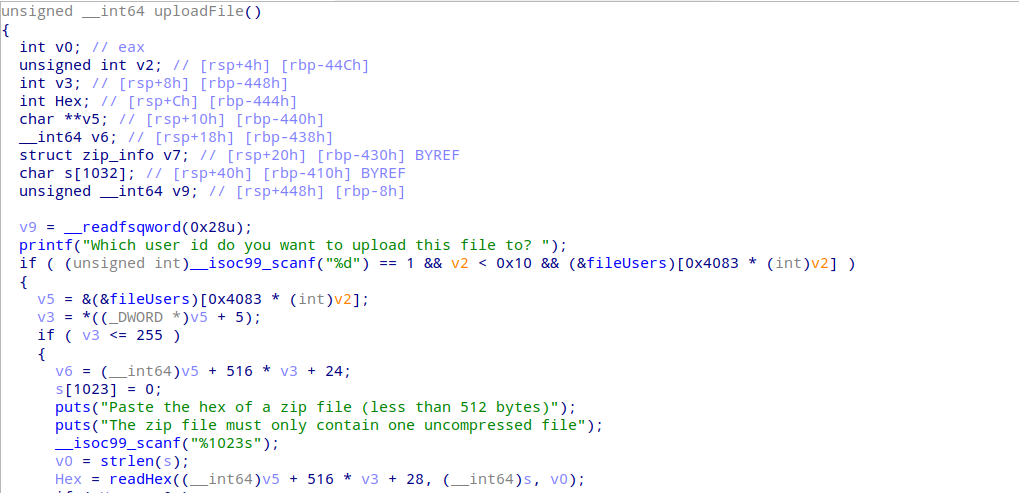 unsigned __int64 uploadFile()
{
  int v0; // eax
  unsigned int v2; // [rsp+4h] [rbp-44Ch]
  int v3; // [rsp+8h] [rbp-448h]
  int Hex; // [rsp+Ch] [rbp-444h]
  char **v5; // [rsp+10h] [rbp-440h]
  __int64 v6; // [rsp+18h] [rbp-438h]
  struct zip_info v7; // [rsp+20h] [rbp-430h] BYREF
  char s[1032]; // [rsp+40h] [rbp-410h] BYREF
  unsigned __int64 v9; // [rsp+448h] [rbp-8h]

  v9 = __readfsqword(0x28u);
  printf("Which user id do you want to upload this file to? ");
  if ( (unsigned int)__isoc99_scanf("%d") == 1 && v2 < 0x10 && (&fileUsers)[0x4083 * (int)v2] )
  {
    v5 = &(&fileUsers)[0x4083 * (int)v2];
    v3 = *((_DWORD *)v5 + 5);
    if ( v3 <= 255 )
    {
      v6 = (__int64)v5 + 516 * v3 + 24;
      s[1023] = 0;
      puts("Paste the hex of a zip file (less than 512 bytes)");
      puts("The zip file must only contain one uncompressed file");
      __isoc99_scanf("%1023s");
      v0 = strlen(s);
      Hex = readHex((__int64)v5 + 516 * v3 + 28, (__int64)s, v0);